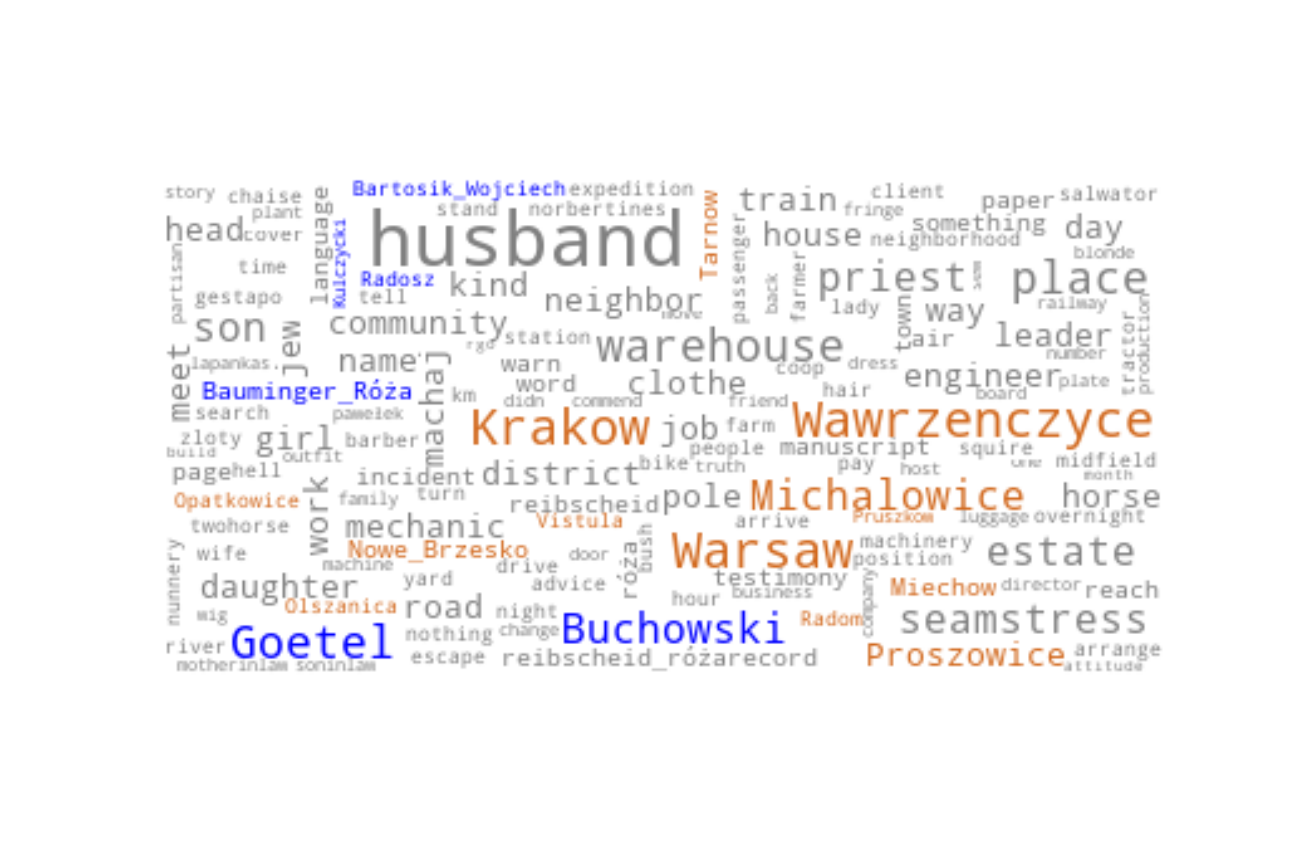 story chaise language Bartosik_Wojciech expedition Tarnow train client paper salwator
plant stand norbertines fringe something
head cover husband passenger house neighborhood day
partisan time Kulczycki Radosz kind back farmer priest place blonde
gestapo tell neighbor move lady town way railway
son jew community station warehouse air leader tractor production
meet lapankas. name machaj rgo warn coop dress number
Bauminger_Róża km word clothe hair engineer plate
didn commend friend board
search pawełek Krakow job farm Wawrzenczyce
zloty girl barber people manuscript squire
build outfit
page hell incident district bike truth pay host one midfield
month
Opatkowice work family turn reibscheid pole Michalowice horse
twohorse mechanic Vistula arrive Pruszkow luggage overnight
nunnery wife Nowe_Brzesko door róża bush Warsaw machinery position estate
machine drive
daughter yard advice testimony company Miechow director reach
wig Olszanica road night hour business Radom seamstress
river Goetel nothing change Buchowski
motherinlaw soninlaw escape reibscheid_róża record Proszowice arrange
attitude